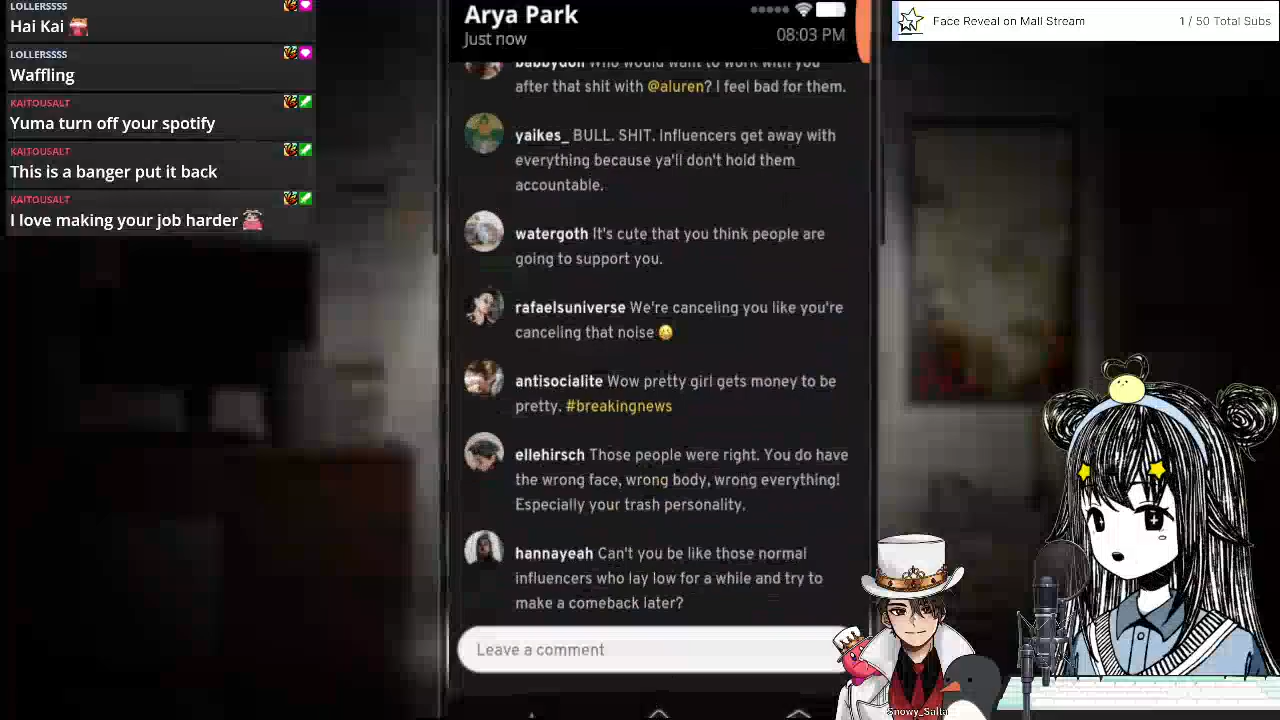 LOLLERSSSS
Hai Kai
LOLLERSSSS
Waffling
KAITOUSALT
Yuma turn off your spotify
KAITOUSALT
This is a banger put it back
KAITOUSALT
I love making your job harder
Arya Park
Just now
08:03 PM
babbydoll Who would want to work with you
after that shit with @aluren? I feel bad for them.
yaikes_ BULL. SHIT. Influencers get away with
everything because ya'll don't hold them
accountable.
watergoth It's cute that you think people are
going to support you.
rafaelsuniverse We're canceling you like you're
canceling that noise
antisocialite Wow pretty girl gets money to be
pretty. #breakingnews
ellehirsch Those people were right. You do have
the wrong face, wrong body, wrong everything!
Especially your trash personality.
hannayeah Can't you be like those normal
influencers who lay low for a while and try to
make a comeback later?
Leave a comment
Face Reveal on Mall Stream
1 / 50 Total Subs